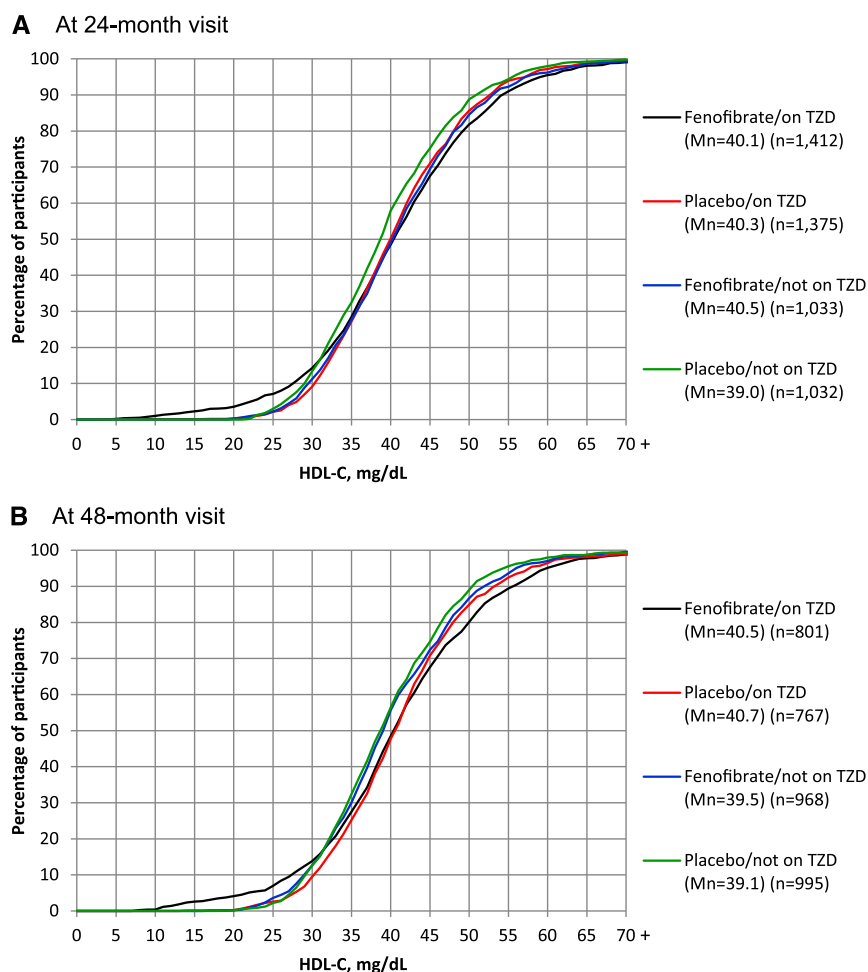 A At 24-month visit
100
90
80
70
60
50
40
30
20
10
0
Percentage of participants
0 5 10 15 20 25 30 35 40 45 50 55 60 65 70 +
HDL-C, mg/dL
Fenofibrate/on TZD
(Mn=40.1) (n=1,412)
Placebo/on TZD
(Mn=40.3) (n=1,375)
Fenofibrate/not on TZD
(Mn=40.5) (n=1,033)
Placebo/not on TZD
(Mn=39.0) (n=1,032)
B At 48-month visit
100
90
80
70
60
50
40
30
20
10
0
Percentage of participants
0 5 10 15 20 25 30 35 40 45 50 55 60 65 70 +
HDL-C, mg/dL
Fenofibrate/on TZD
(Mn=40.5) (n=801)
Placebo/on TZD
(Mn=40.7) (n=767)
Fenofibrate/not on TZD
(Mn=39.5) (n=968)
Placebo/not on TZD
(Mn=39.1) (n=995)